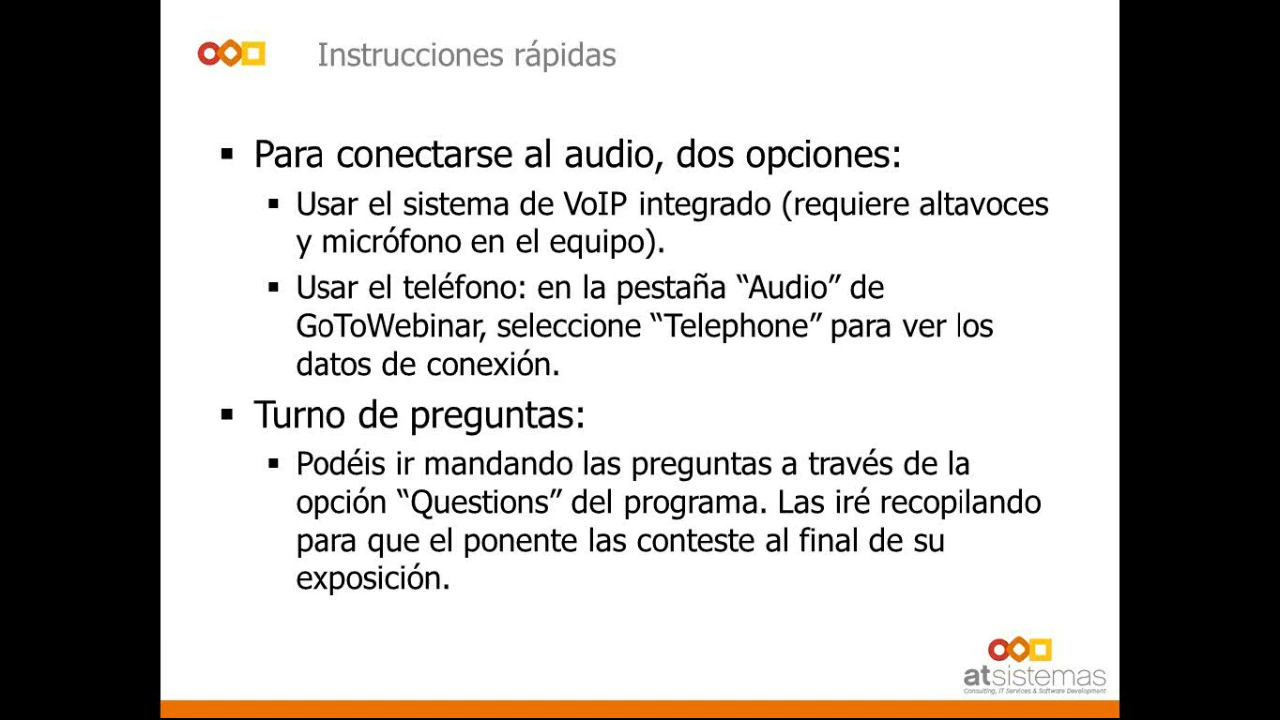 Instrucciones rápidas
▪ Para conectarse al audio, dos opciones:
▪ Usar el sistema de VoIP integrado (requiere altavoces
y micrófono en el equipo).
▪ Usar el teléfono: en la pestaña “Audio” de
GoToWebinar, seleccione “Telephone” para ver los
datos de conexión.
▪ Turno de preguntas:
▪ Podéis ir mandando las preguntas a través de la
opción “Questions” del programa. Las iré recopilando
para que el ponente las conteste al final de su
exposición.
atsistemas
Consulting, IT Services & Software Development